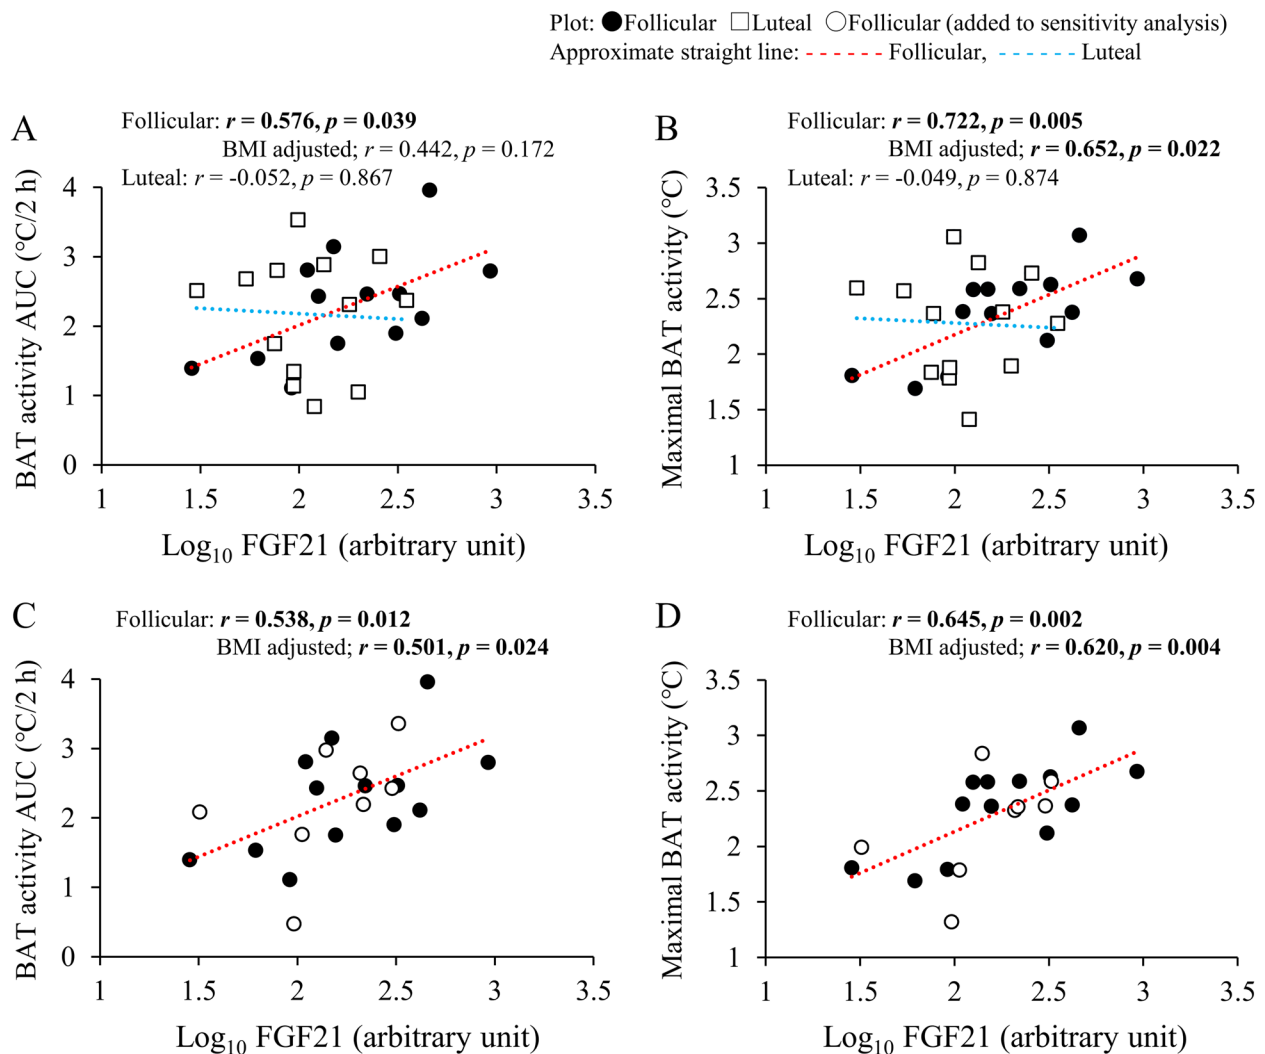 Plot: ●Follicular □Luteal ○Follicular (added to sensitivity analysis)
Approximate straight line: ------- Follicular, ------- Luteal
A
Follicular: r = 0.576, p = 0.039
BMI adjusted; r = 0.442, p = 0.172
Luteal: r = -0.052, p = 0.867
BAT activity AUC (°C/2 h)
4
3
2
1
0
1 1.5 2 2.5 3 3.5
Log₁₀ FGF21 (arbitrary unit)
B
Follicular: r = 0.722, p = 0.005
BMI adjusted; r = 0.652, p = 0.022
Luteal: r = -0.049, p = 0.874
Maximal BAT activity (°C)
3.5
3
2.5
2
1.5
1
1 1.5 2 2.5 3 3.5
Log₁₀ FGF21 (arbitrary unit)
C
Follicular: r = 0.538, p = 0.012
BMI adjusted; r = 0.501, p = 0.024
BAT activity AUC (°C/2 h)
4
3
2
1
0
1 1.5 2 2.5 3 3.5
Log₁₀ FGF21 (arbitrary unit)
D
Follicular: r = 0.645, p = 0.002
BMI adjusted; r = 0.620, p = 0.004
Maximal BAT activity (°C)
3.5
3
2.5
2
1.5
1
1 1.5 2 2.5 3 3.5
Log₁₀ FGF21 (arbitrary unit)